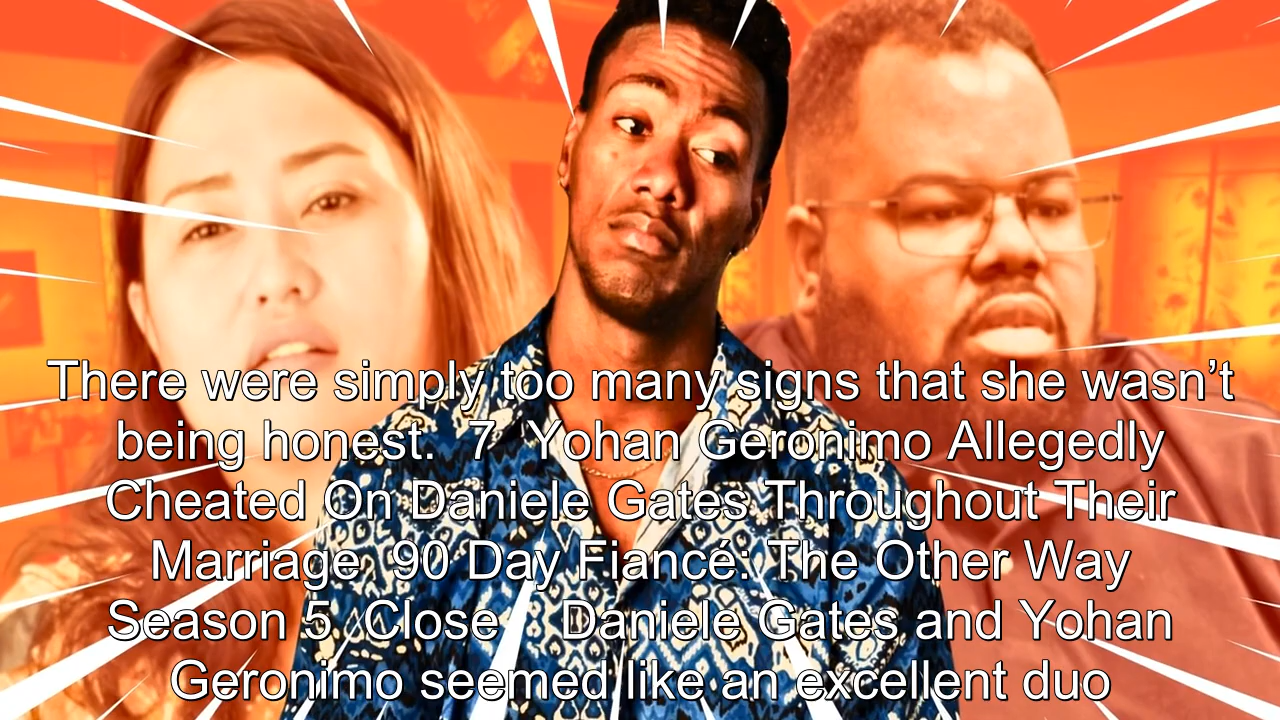 There were simply too many signs that she wasn’t
being honest.  7  Yohan Geronimo Allegedly
Cheated On Daniele Gates Throughout Their
Marriage  90 Day Fiancé: The Other Way
Season 5  Close    Daniele Gates and Yohan
Geronimo seemed like an excellent duo